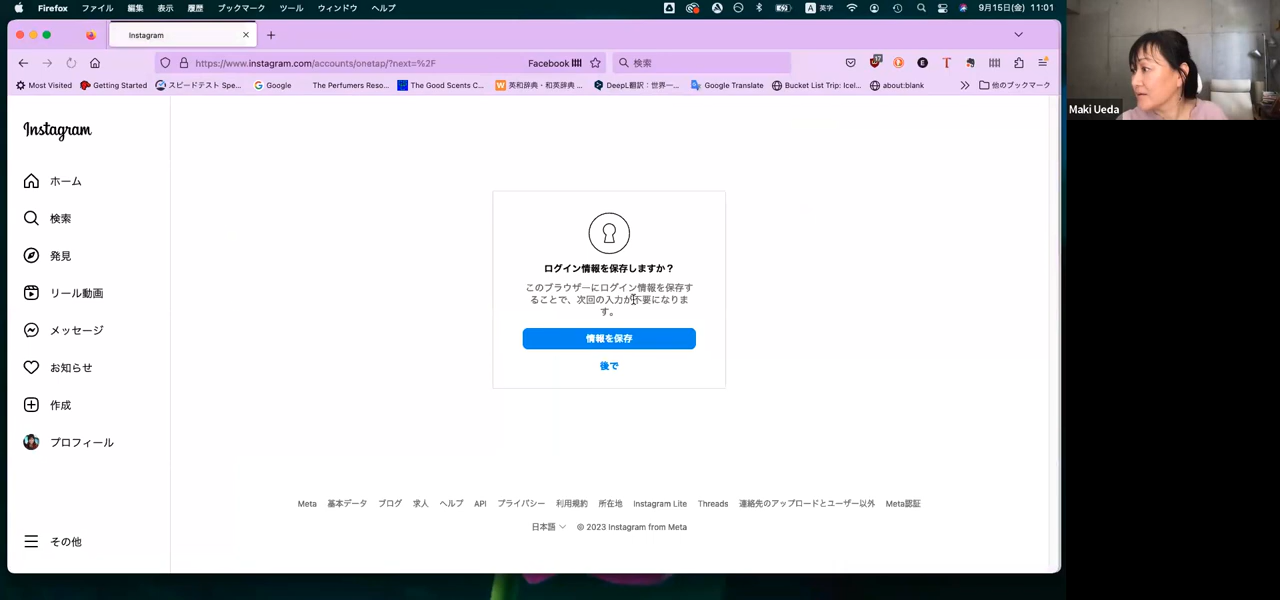 Firefox ファイル 編集 表示 履歴 ブックマーク ツール ウィンドウ ヘルプ
A 英字
9月15日(金) 11:01
Instagram
https://www.instagram.com/accounts/onetap/?next=%2F
Facebook
検索
Most Visited
Getting Started
スピードテスト Spe...
Google
The Perfumers Reso...
The Good Scents C...
英和辞典・和英辞典 ...
DeepL翻訳：世界一...
Google Translate
Bucket List Trip: Icel...
about:blank
他のブックマーク
Maki Ueda
Instagram
ホーム
検索
発見
リール動画
メッセージ
お知らせ
作成
プロフィール
その他
ログイン情報を保存しますか？
このブラウザーにログイン情報を保存す
ることで、次回の入力が不要になりま
す。
情報を保存
後で
Meta 基本データ ブログ 求人 ヘルプ API プライバシー 利用規約 所在地 Instagram Lite Threads 連絡先のアップロードとユーザー以外 Meta認証
日本語 © 2023 Instagram from Meta